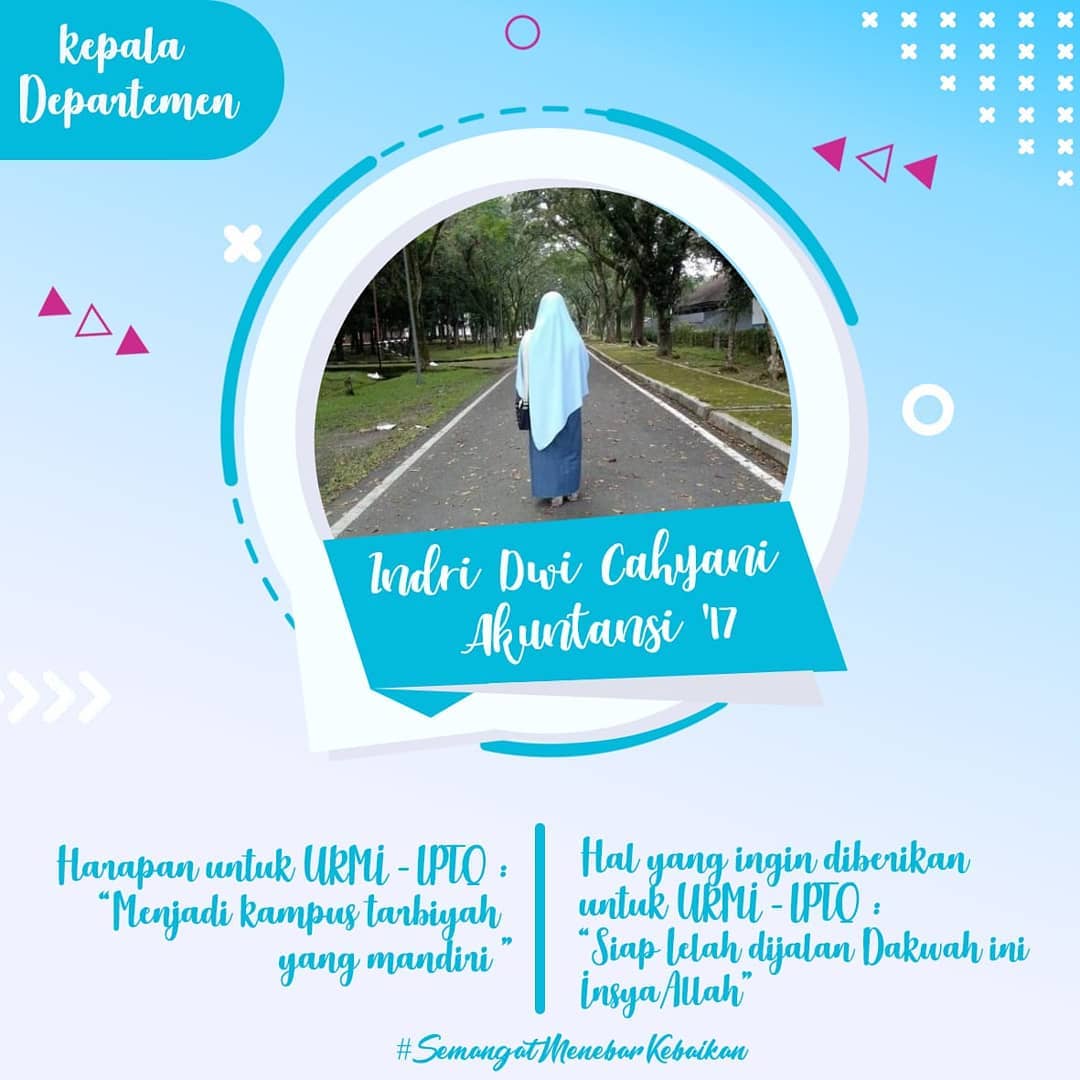 kepala
Departemen
Indri Dwi Cahyani
Akuntansi '17
Harapan untuk URMI - LPTQ :
"Menjadi kampus tarbiyah
yang mandiri "
Hal yang ingin diberikan
untuk URMI - LPTQ :
"Siap lelah dijalan Dakwah ini
InsyaAllah"
#SemangatMenebarKebaikan